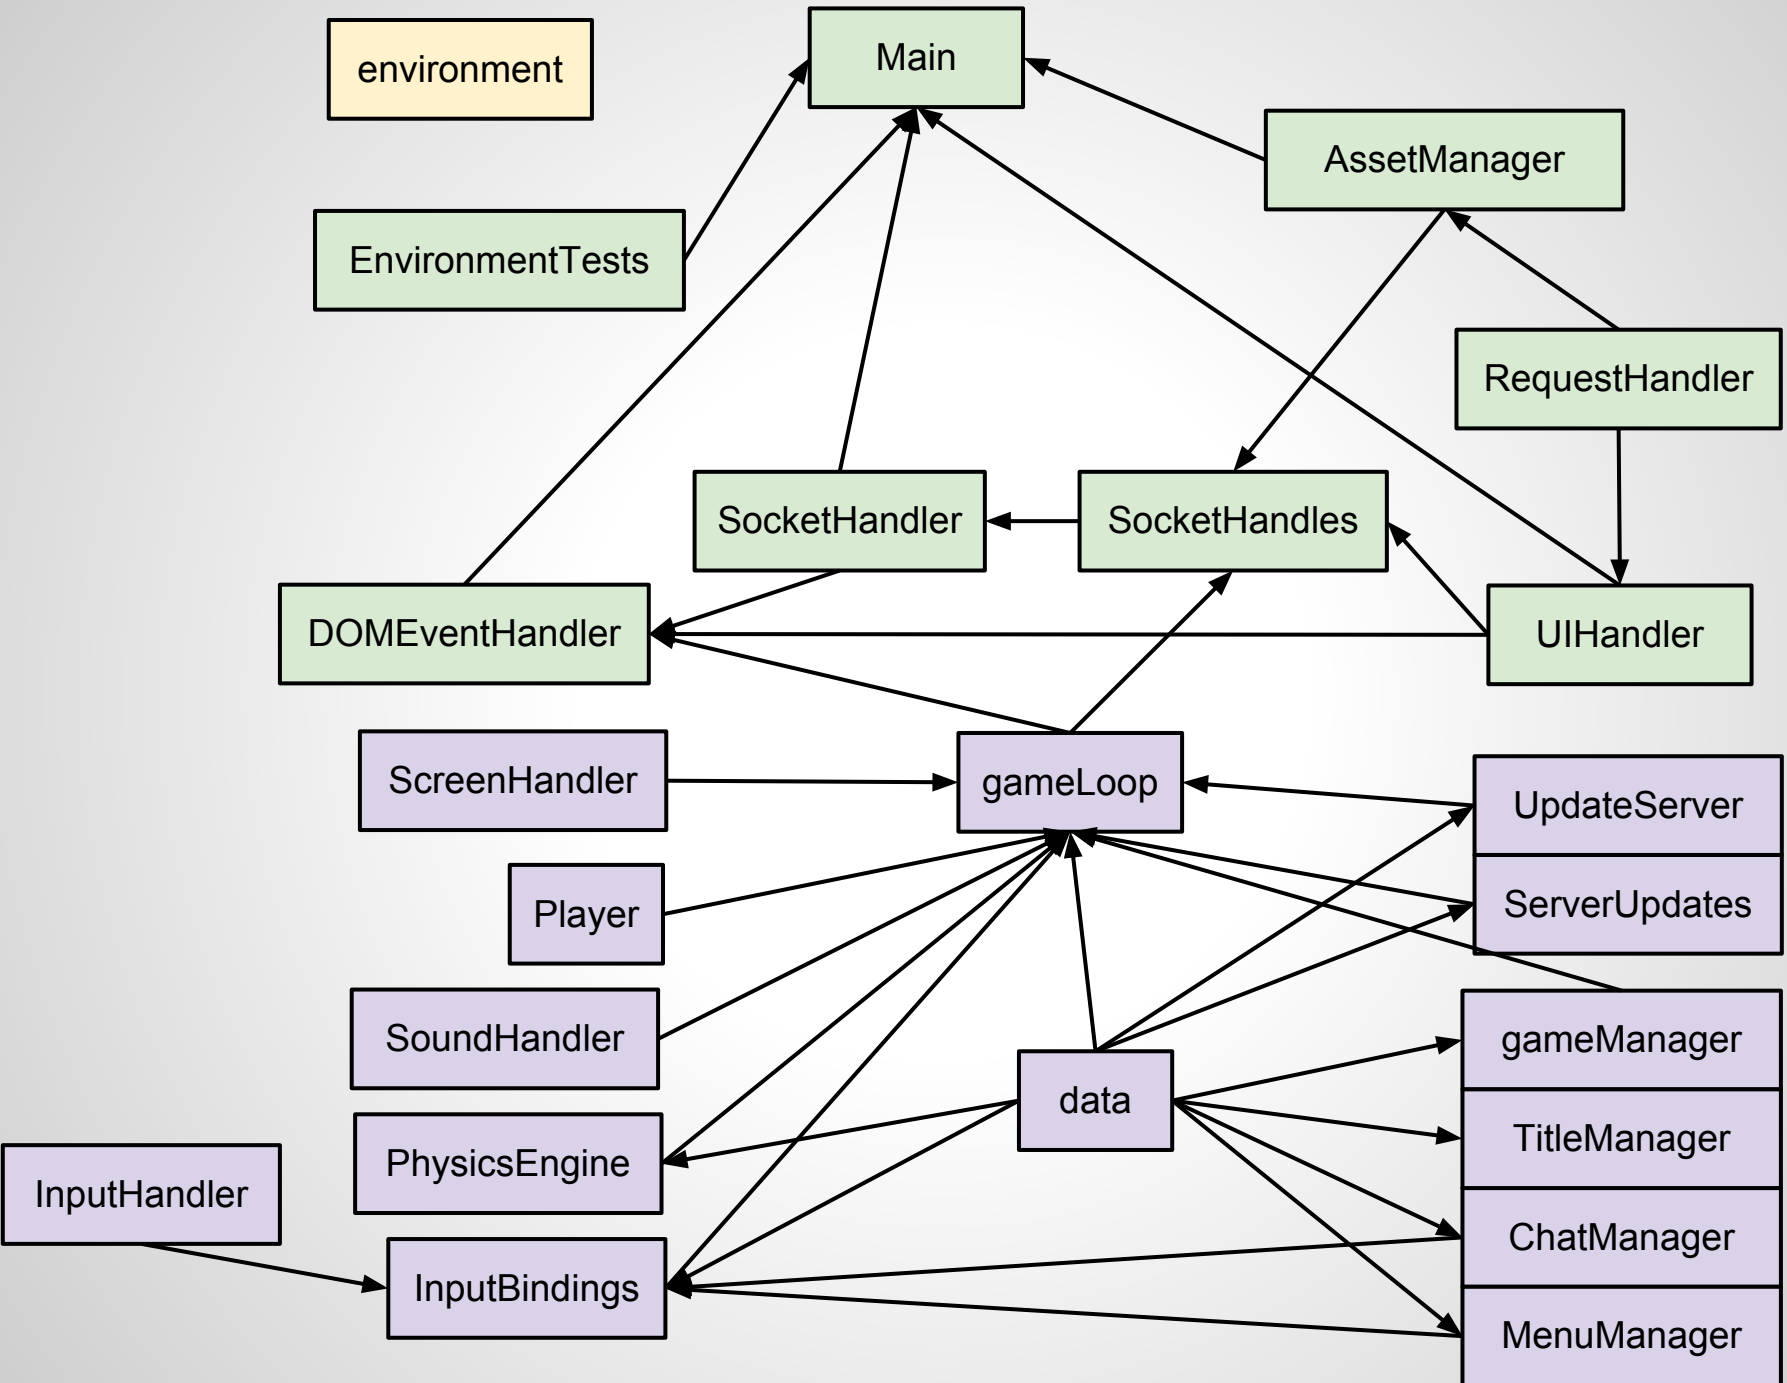 environment
Main
AssetManager
EnvironmentTests
RequestHandler
SocketHandler
SocketHandles
DOMEventHandler
UIHandler
ScreenHandler
gameLoop
UpdateServer
Player
ServerUpdates
SoundHandler
gameManager
data
TitleManager
PhysicsEngine
InputHandler
ChatManager
InputBindings
MenuManager